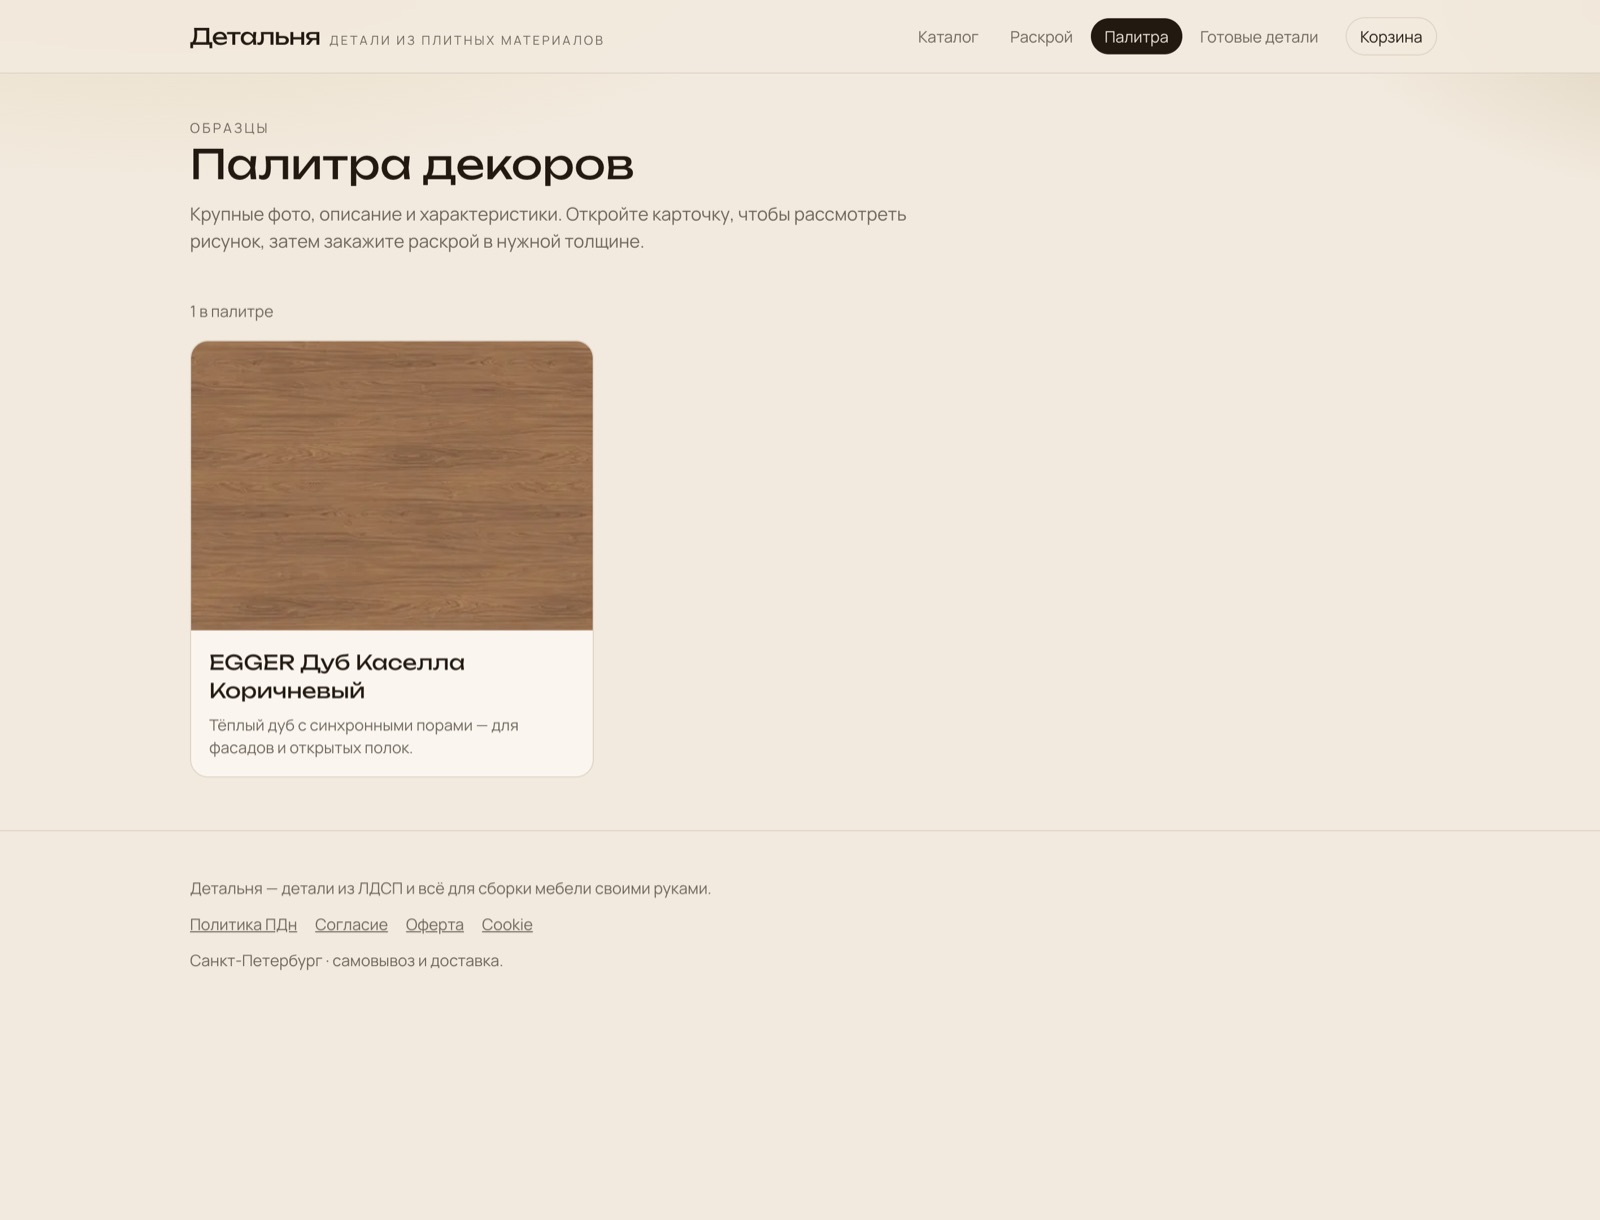 Детальня ДЕТАЛИ ИЗ ПЛИТНЫХ МАТЕРИАЛОВ Каталог Раскрой Палитра Готовые детали Корзина
ОБРАЗЦЫ
Палитра декоров
Крупные фото, описание и характеристики. Откройте карточку, чтобы рассмотреть
рисунок, затем закажите раскрой в нужной толщине.
1 в палитре
EGGER Дуб Каселла
Коричневый
Тёплый дуб с синхронными порами — для
фасадов и открытых полок.
Детальня — детали из ЛДСП и всё для сборки мебели своими руками.
Политика ПДн Согласие Оферта Cookie
Санкт-Петербург · самовывоз и доставка.